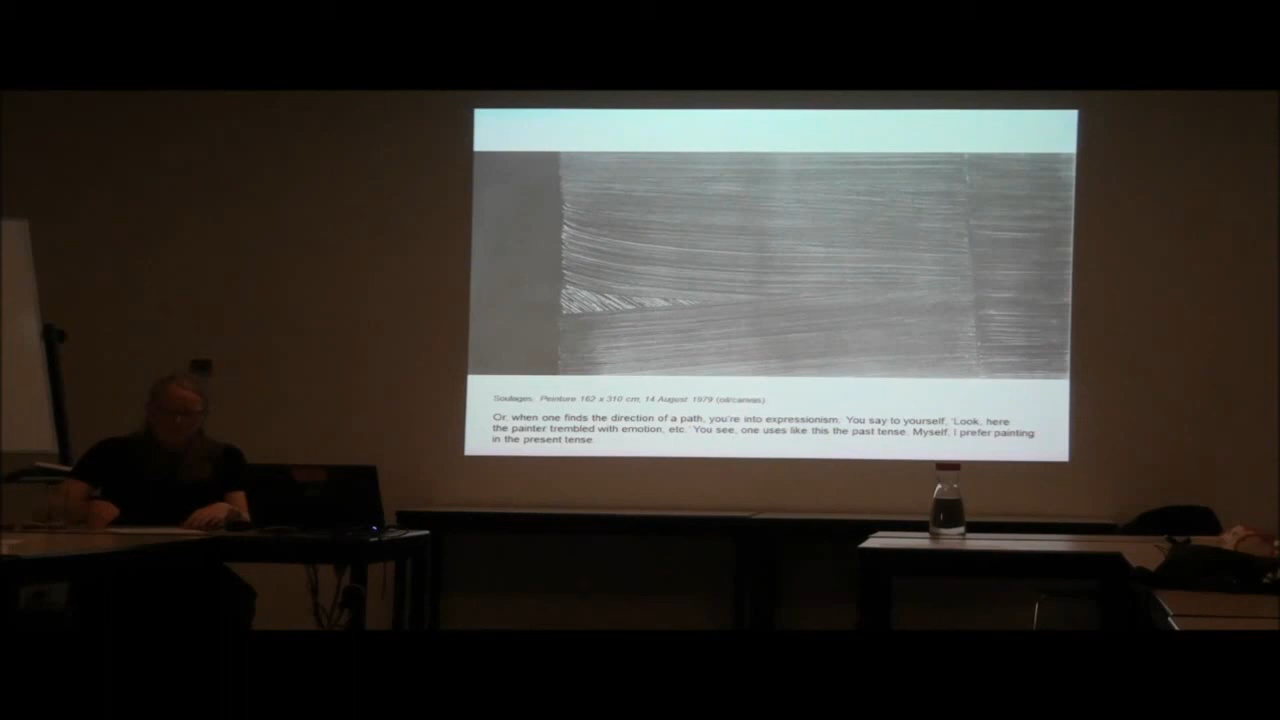 Soulages, Peinture 162 x 310 cm, 14 August 1979 (oil/canvas)
Or, when one finds the direction of a path, you're into expressionism. You say to yourself, 'Look, here
the painter trembled with emotion, etc.' You see, one uses like this the past tense. Myself, I prefer painting
in the present tense.